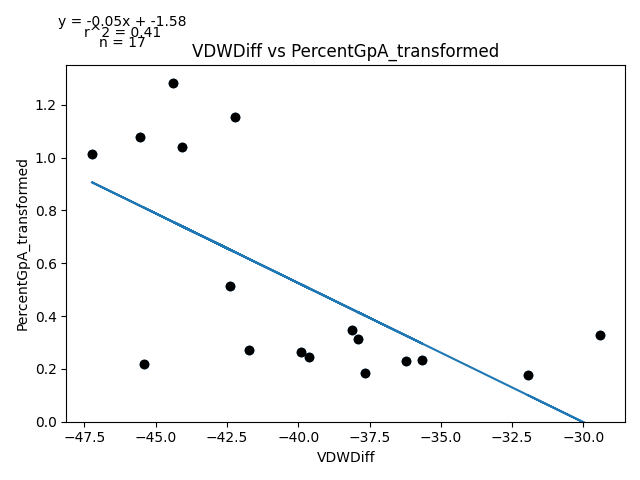 y = -0.05x + -1.58
r^2 = 0.41
n = 17
VDWDiff vs PercentGpA_transformed
PercentGpA_transformed
1.2
1.0
0.8
0.6
0.4
0.2
0.0
−47.5 −45.0 −42.5 −40.0 −37.5 −35.0 −32.5 −30.0
VDWDiff